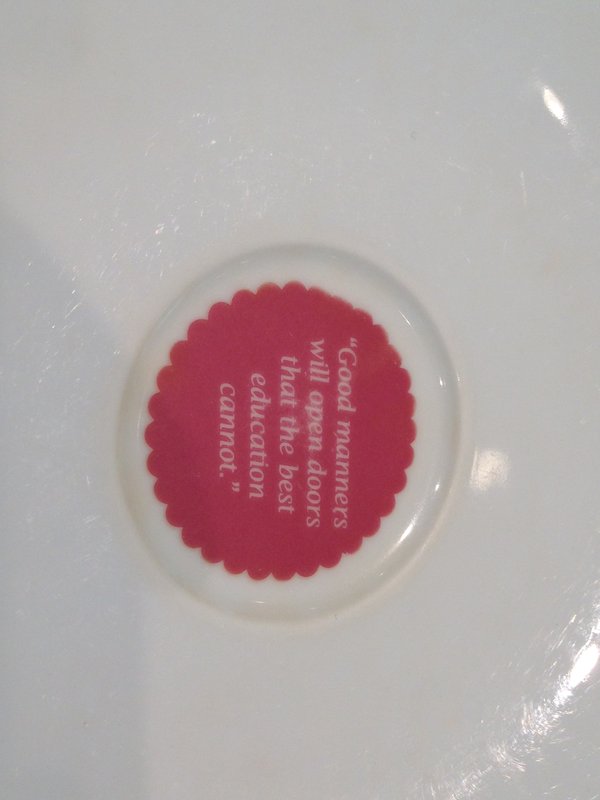 “Good manners
will open doors
that the best
education
cannot.”